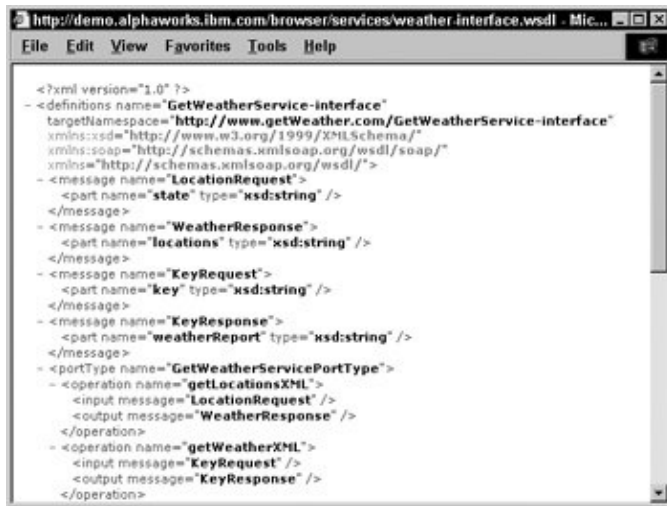 http://demo.alphaworks.ibm.com/browser/services/weather-interface.wsdl - Mic...
File Edit View Favorites Tools Help
<?xml version="1.0" ?>
- <definitions name="GetWeatherService-interface"
targetNamespace="http://www.getWeather.com/GetWeatherService-interface"
xmlns:xsd="http://www.w3.org/1999/XMLSchema/"
xmlns:soap="http://schemas.xmlsoap.org/wsdl/soap/"
xmlns="http://schemas.xmlsoap.org/wsdl/">
- <message name="LocationRequest">
<part name="state" type="xsd:string" />
</message>
- <message name="WeatherResponse">
<part name="locations" type="xsd:string" />
</message>
- <message name="KeyRequest">
<part name="key" type="xsd:string" />
</message>
- <message name="KeyResponse">
<part name="weatherReport" type="xsd:string" />
</message>
- <portType name="GetWeatherServicePortType">
- <operation name="getLocationsXML">
<input message="LocationRequest" />
<output message="WeatherResponse" />
</operation>
- <operation name="getWeatherXML">
<input message="KeyRequest" />
<output message="KeyResponse" />
</operation>